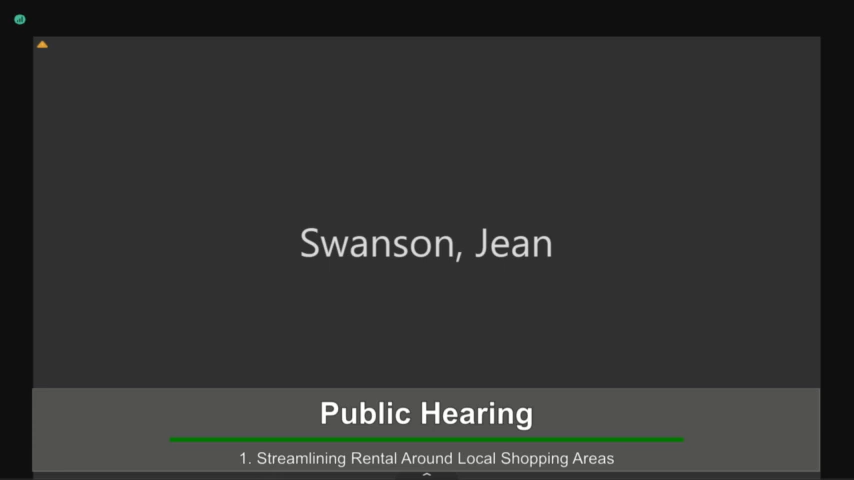 Swanson, Jean
Public Hearing
1. Streamlining Rental Around Local Shopping Areas